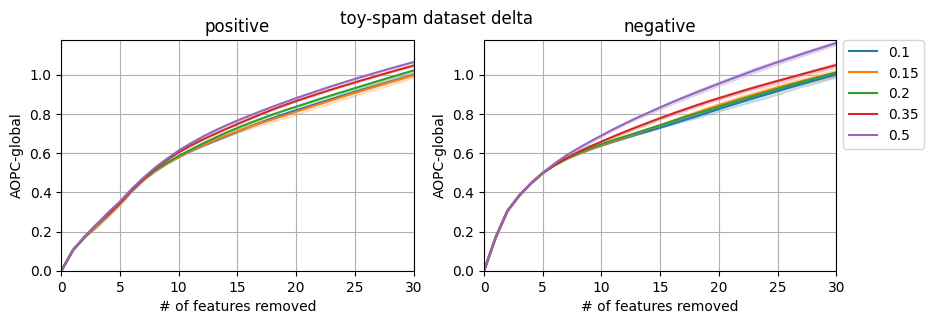 toy-spam dataset delta
positive
1.0
0.8
0.6
0.4
0.2
0.0
AOPC-global
0 5 10 15 20 25 30
# of features removed
negative
1.0
0.8
0.6
0.4
0.2
0.0
AOPC-global
0 5 10 15 20 25 30
# of features removed
0.1
0.15
0.2
0.35
0.5